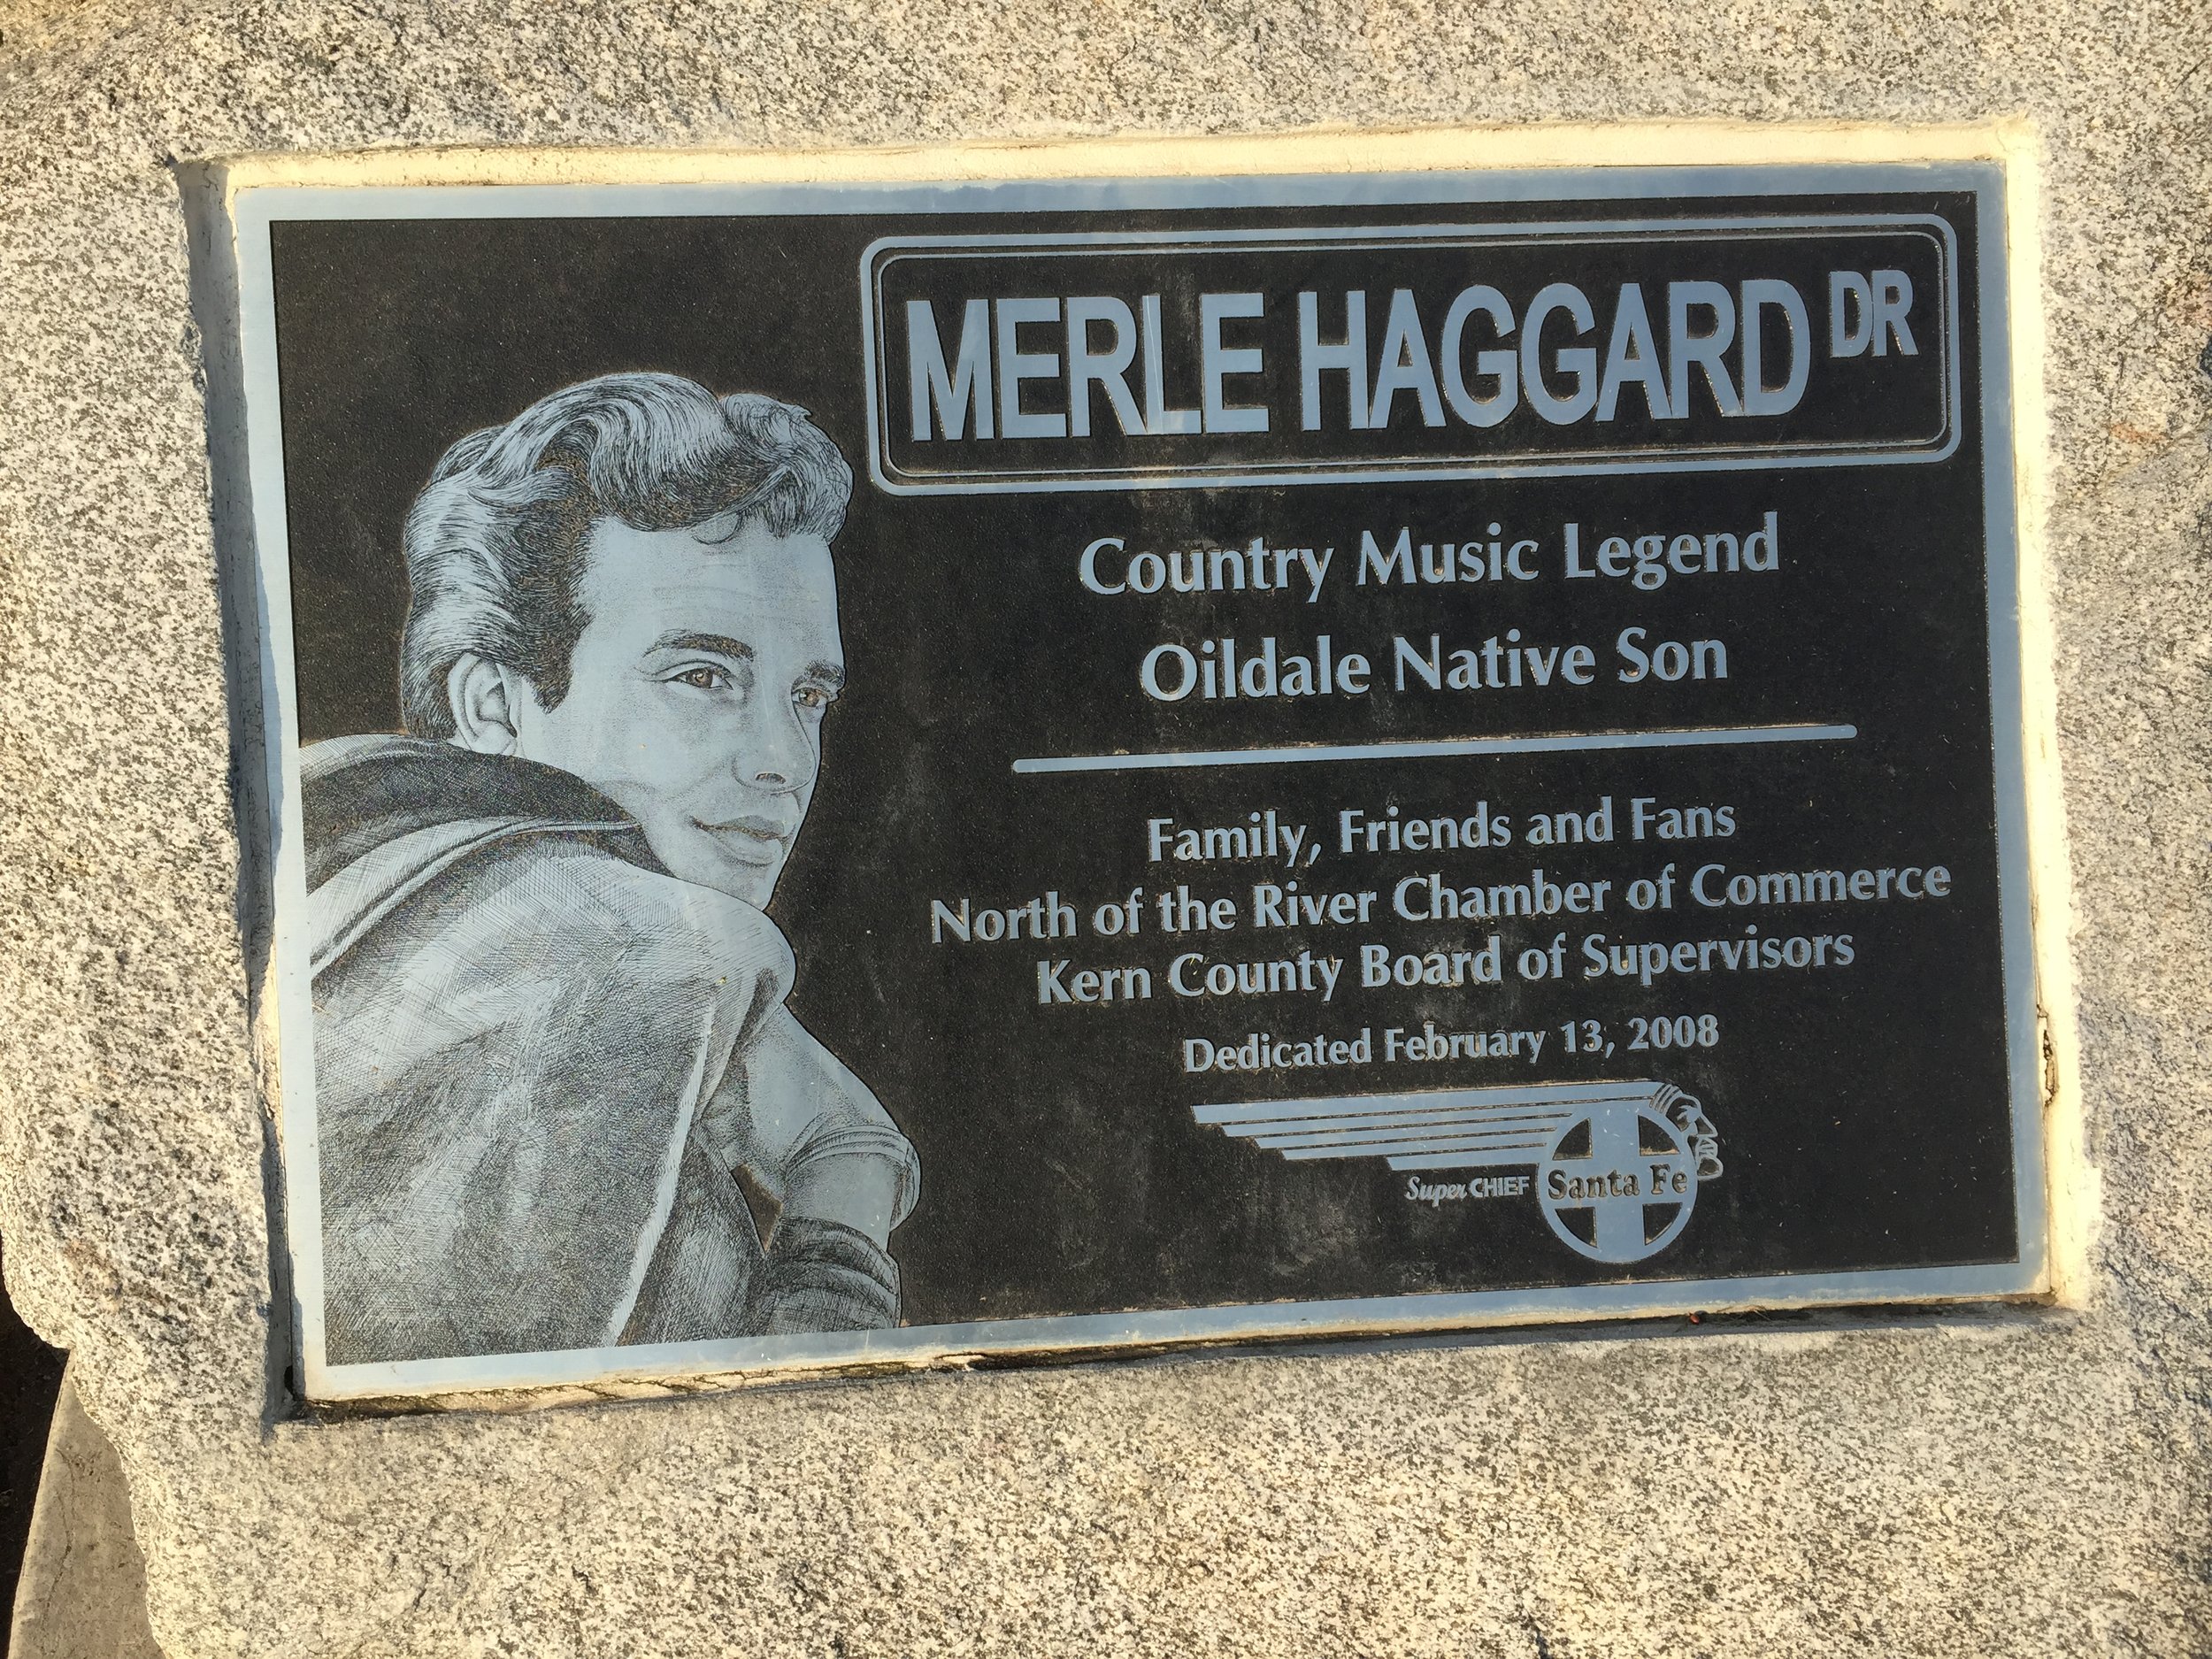 MERLE HAGGARD DR
Country Music Legend
Oildale Native Son
Family, Friends and Fans
North of the River Chamber of Commerce
Kern County Board of Supervisors
Dedicated February 13, 2008
Super CHIEF Santa Fe